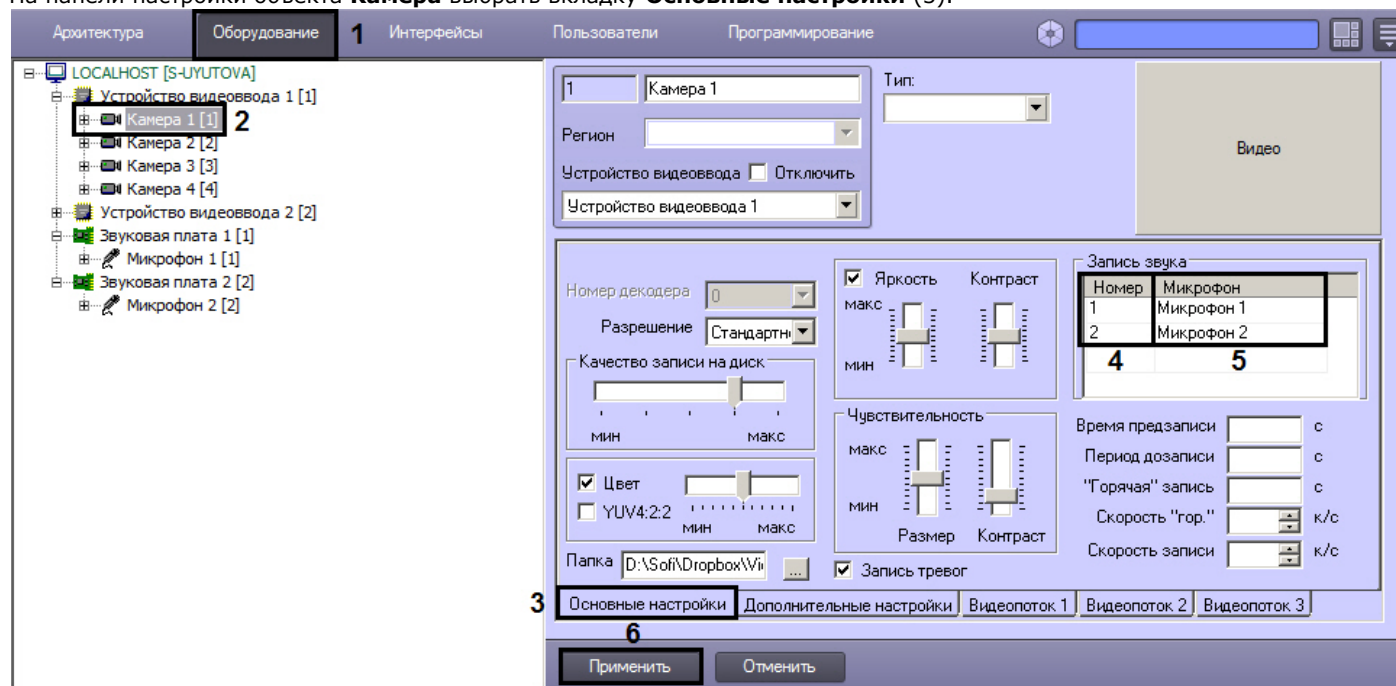 На панели настройки объекта Камера выбрать вкладку Основные настройки (3).
Архитектура Оборудование 1 Интерфейсы Пользователи Программирование
LOCALHOST [S-UYUTOVA]
Устройство видеоввода 1 [1]
Камера 1 [1] 2
Камера 2 [2]
Камера 3 [3]
Камера 4 [4]
Устройство видеоввода 2 [2]
Звуковая плата 1 [1]
Микрофон 1 [1]
Звуковая плата 2 [2]
Микрофон 2 [2]
1 Камера 1
Тип:
Регион
Устройство видеоввода Отключить
Устройство видеоввода 1
Видео
Номер декодера 0
Разрешение Стандартн
Качество записи на диск
мин макс
Цвет
YUV4:2:2
мин макс
Папка D:\Sofi\Dropbox\Vi ...
Яркость Контраст
макс
мин
Чувствительность
макс
мин
Размер Контраст
Запись тревог
Запись звука
Номер Микрофон
1 Микрофон 1
2 Микрофон 2
4 5
Время предзаписи с
Период дозаписи с
"Горячая" запись с
Скорость "гор." к/с
Скорость записи к/с
3 Основные настройки Дополнительные настройки Видеопоток 1 Видеопоток 2 Видеопоток 3
6
Применить Отменить